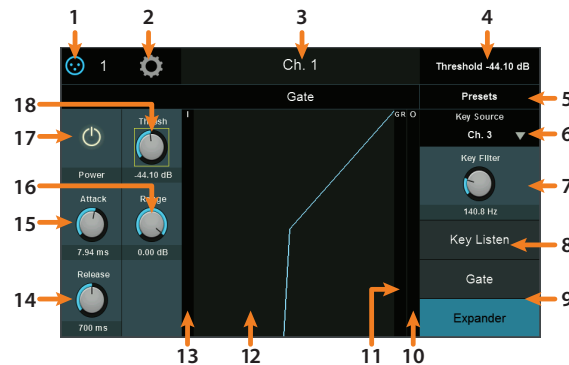 1 2 3 4
1 Ch. 1 Threshold -44.10 dB
Gate Presets 5
18 Thresh I GR O Key Source
17 Ch. 3 6
Power -44.10 dB Key Filter
16 7
Attack Range
15 140.8 Hz
7.94 ms 0.00 dB Key Listen 8
Release Gate
14 9
700 ms Expander
13 12 11 10